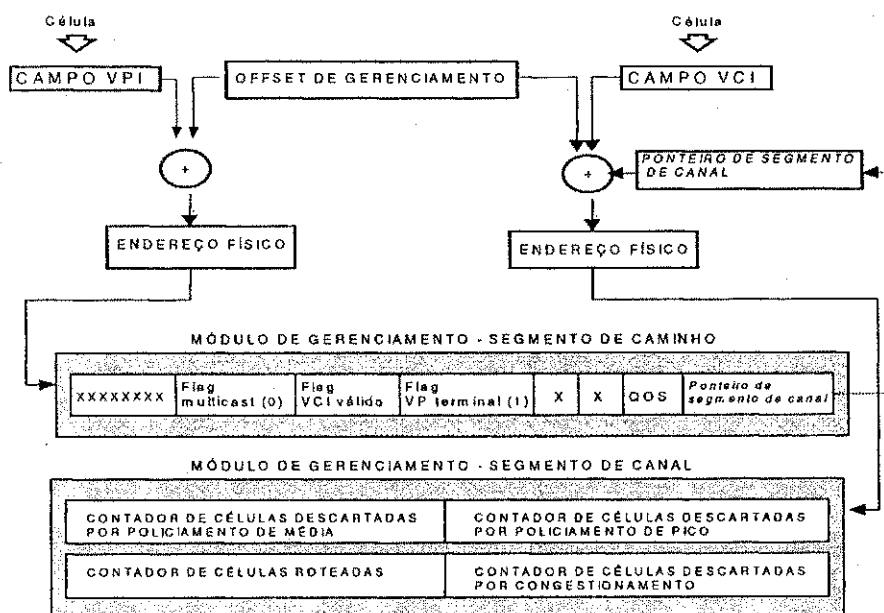 Célula
Célula
CAMPO VPI
OFFSET DE GERENCIAMENTO
CAMPO VCI
+
+
PONTEIRO DE SEGMENTO
DE CANAL
ENDEREÇO FÍSICO
ENDEREÇO FÍSICO
MÓDULO DE GERENCIAMENTO - SEGMENTO DE CAMINHO
XXXXXXXX
Flag
multicast (0)
Flag
VCI válido
Flag
VP terminal (1)
X
X
QOS
Ponteiro de
segmento de canal
MÓDULO DE GERENCIAMENTO - SEGMENTO DE CANAL
CONTADOR DE CÉLULAS DESCARTADAS
POR POLICIAMENTO DE MÉDIA
CONTADOR DE CÉLULAS DESCARTADAS
POR POLICIAMENTO DE PICO
CONTADOR DE CÉLULAS ROTEADAS
CONTADOR DE CÉLULAS DESCARTADAS
POR CONGESTIONAMENTO